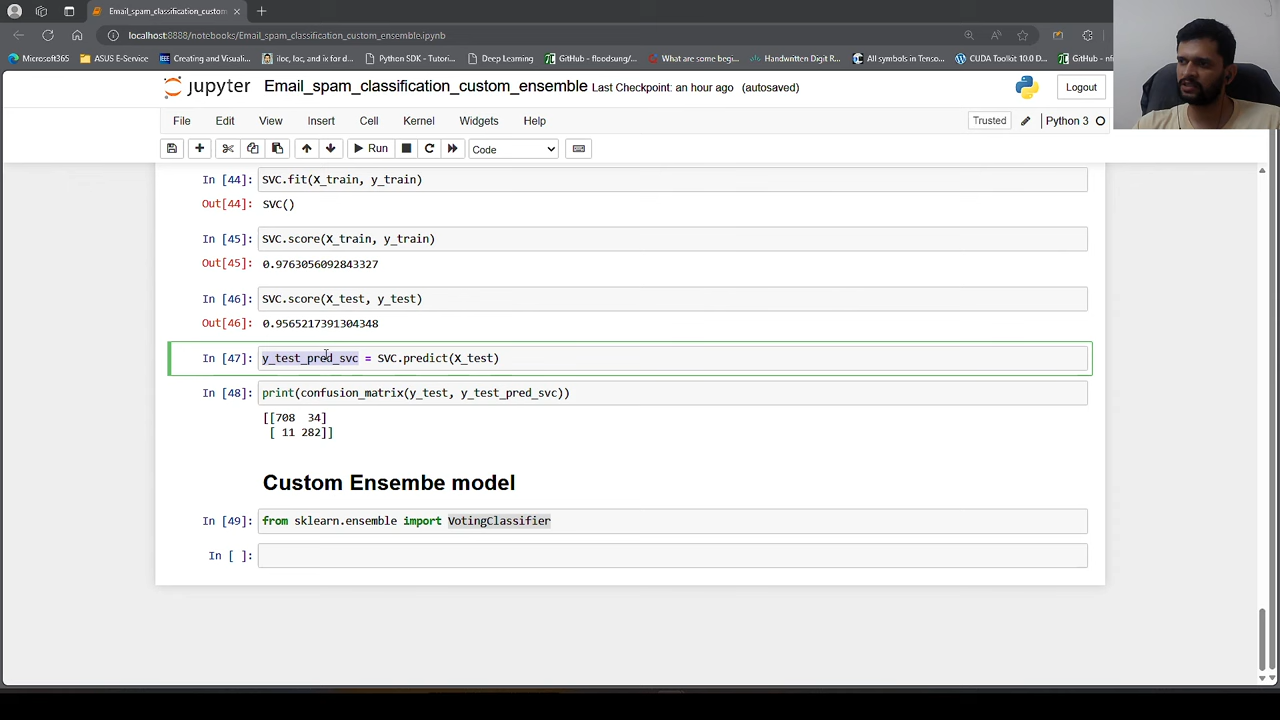 Email_spam_classification_custom
localhost:8888/notebooks/Email_spam_classification_custom_ensemble.ipynb
Microsoft365
ASUS E-Service
Creating and Visuali...
iloc, loc, and ix for d...
Python SDK - Tutori...
Deep Learning
GitHub - floodsung/...
What are some begi...
Handwritten Digit R...
All symbols in Tenso...
CUDA Toolkit 10.0 D...
jupyter Email_spam_classification_custom_ensemble Last Checkpoint: an hour ago (autosaved)
Logout
File Edit View Insert Cell Kernel Widgets Help
Trusted
Python 3
Run
Code
In [44]: SVC.fit(X_train, y_train)
Out[44]: SVC()
In [45]: SVC.score(X_train, y_train)
Out[45]: 0.9763056092843327
In [46]: SVC.score(X_test, y_test)
Out[46]: 0.9565217391304348
In [47]: y_test_pred_svc = SVC.predict(X_test)
In [48]: print(confusion_matrix(y_test, y_test_pred_svc))
[[708 34]
[ 11 282]]
Custom Ensembe model
In [49]: from sklearn.ensemble import VotingClassifier
In [ ]: